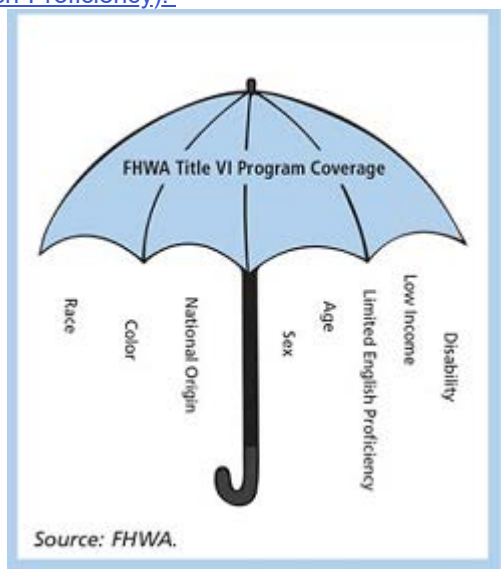 n Proficiency).
FHWA Title VI Program Coverage
Race
Color
National Origin
Sex
Age
Limited English Proficiency
Low Income
Disability
Source: FHWA.